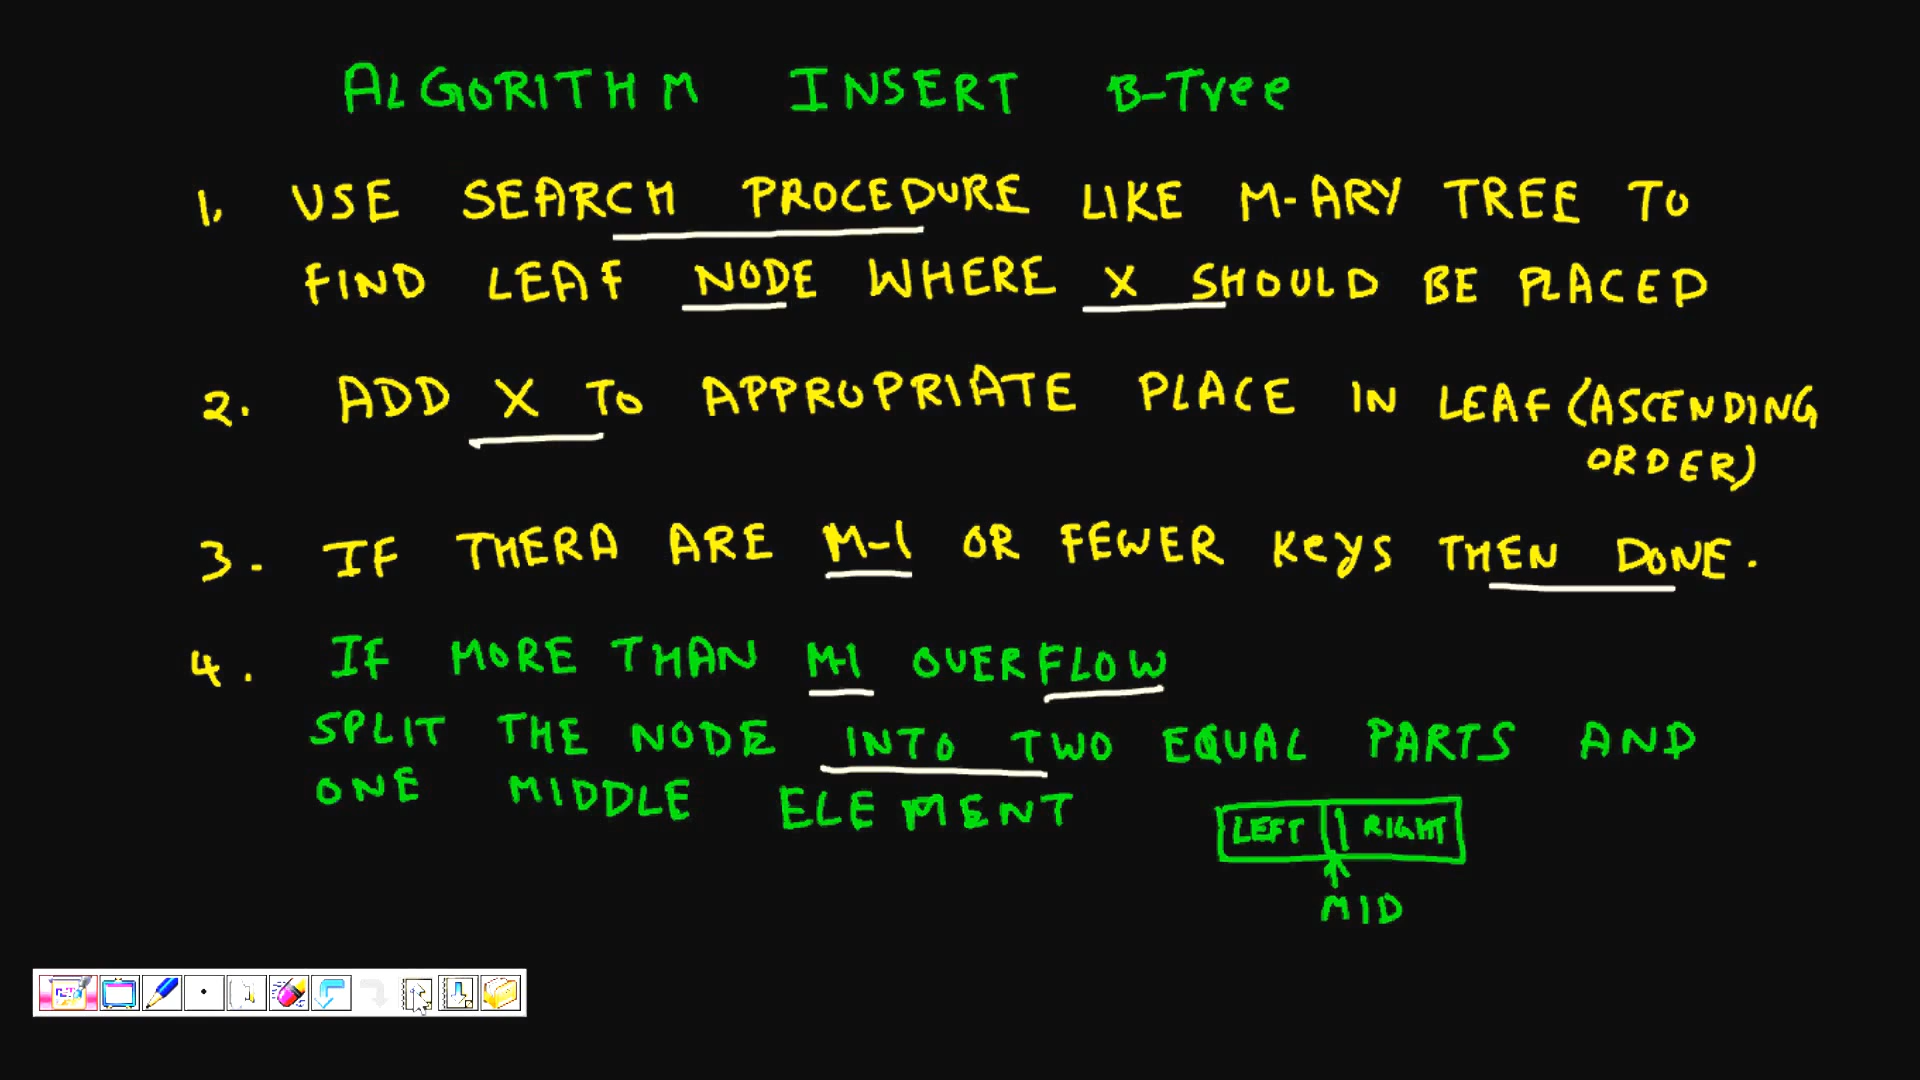 ALGORITHM INSERT B-Tree
1. USE SEARCH PROCEDURE LIKE M-ARY TREE TO
FIND LEAF NODE WHERE X SHOULD BE PLACED
2. ADD X TO APPROPRIATE PLACE IN LEAF (ASCENDING
ORDER)
3. IF THERA ARE M-1 OR FEWER KEYS THEN DONE.
4. IF MORE THAN M-1 OVERFLOW
SPLIT THE NODE INTO TWO EQUAL PARTS AND
ONE MIDDLE ELEMENT
LEFT RIGHT
MID